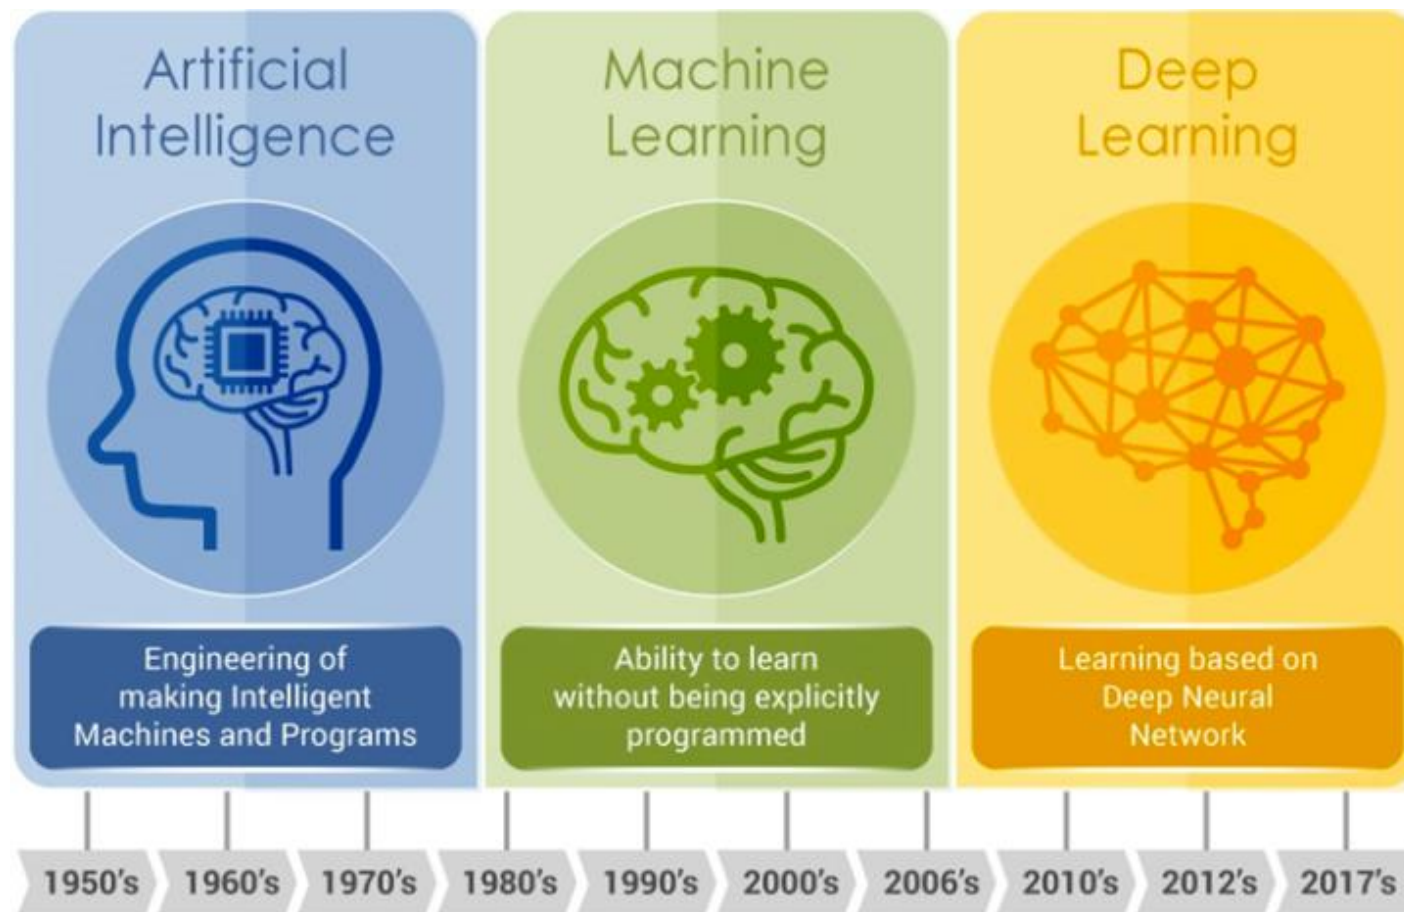 Artificial
Intelligence
Machine
Learning
Deep
Learning
Engineering of
making Intelligent
Machines and Programs
Ability to learn
without being explicitly
programmed
Learning based on
Deep Neural
Network
1950's
1960's
1970's
1980's
1990's
2000's
2006's
2010's
2012's
2017's